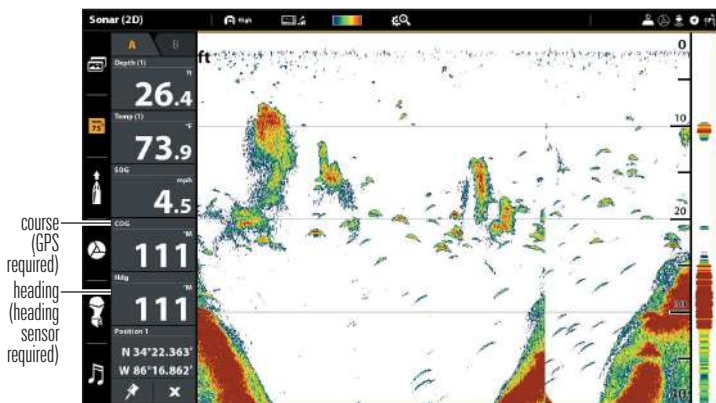 Sonar (2D)
High
A B
Depth (1)
ft
26.4
Temp (1)
°F
73.9
SOG
mph
4.5
COG
°M
111
Hdg
°M
111
Position 1
N 34°22.363'
W 86°16.862'
75°
course
(GPS
required)
heading
(heading
sensor
required)
ft
0
10
20
30
40